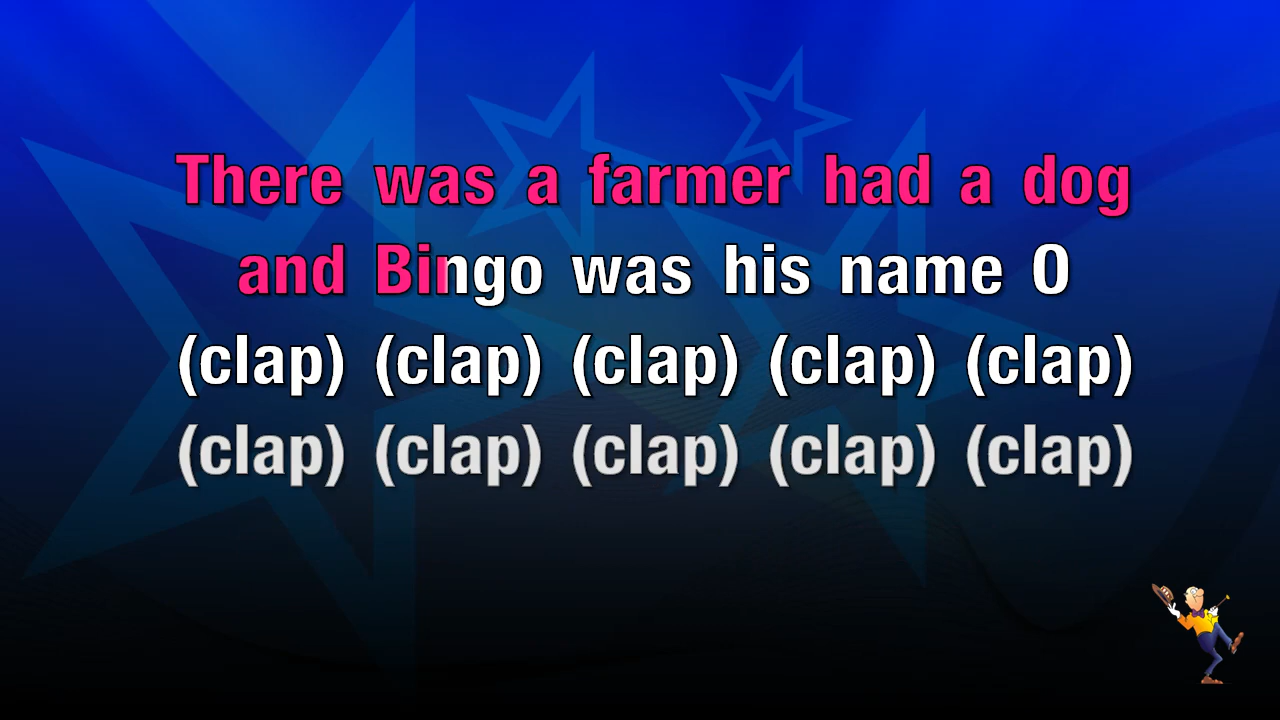 There was a farmer had a dog
and Bingo was his name O
(clap) (clap) (clap) (clap) (clap)
(clap) (clap) (clap) (clap) (clap)